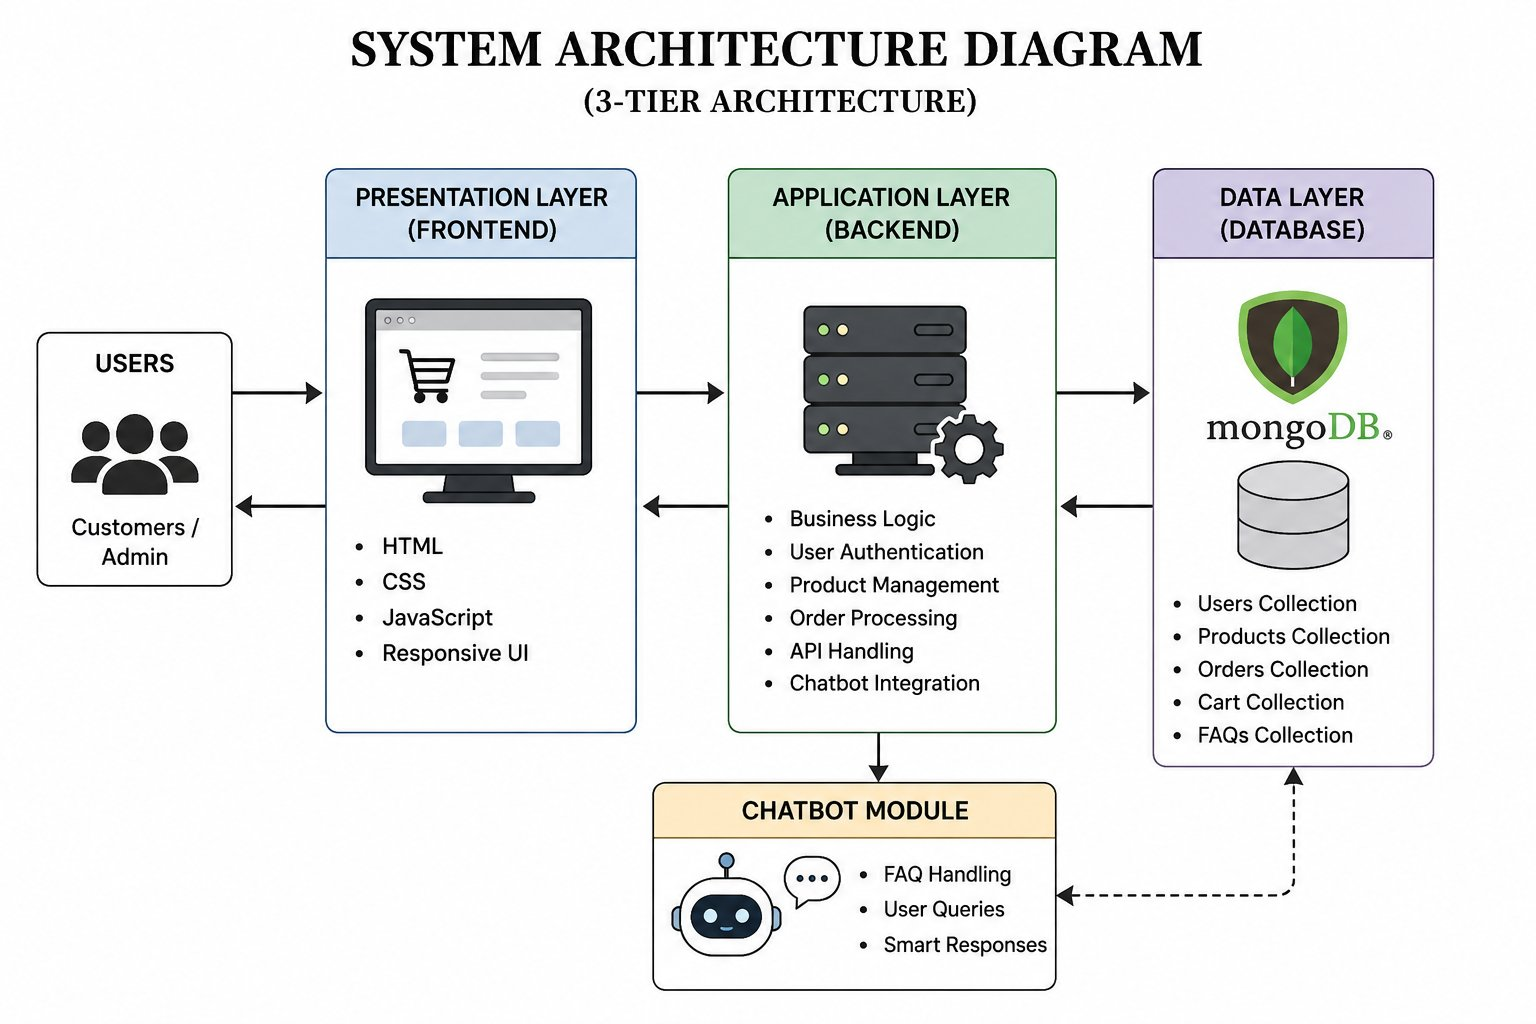 SYSTEM ARCHITECTURE DIAGRAM
(3-TIER ARCHITECTURE)
USERS
Customers /
Admin
PRESENTATION LAYER
(FRONTEND)
• HTML
• CSS
• JavaScript
• Responsive UI
APPLICATION LAYER
(BACKEND)
• Business Logic
• User Authentication
• Product Management
• Order Processing
• API Handling
• Chatbot Integration
DATA LAYER
(DATABASE)
mongoDB®
• Users Collection
• Products Collection
• Orders Collection
• Cart Collection
• FAQs Collection
CHATBOT MODULE
• FAQ Handling
• User Queries
• Smart Responses